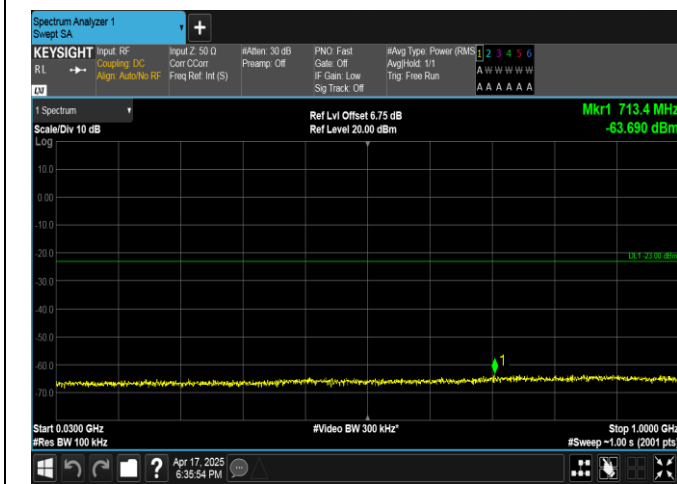 Spectrum Analyzer 1
Swept SA
+
KEYSIGHT Input: RF Input Z: 50 Ω #Atten: 30 dB PNO: Fast #Avg Type: Power (RMS 1 2 3 4 5 6
RL Coupling: DC Corr CCorr Preamp: Off Gate: Off Avg|Hold: 1/1 A W W W W W
Align: Auto/No RF Freq Ref: Int (S) IF Gain: Low Trig: Free Run
LXI Sig Track: Off A A A A A A
1 Spectrum Ref Lvl Offset 6.75 dB Mkr1 713.4 MHz
Scale/Div 10 dB Ref Level 20.00 dBm -63.690 dBm
Log
10.0
0.00
-10.0
-20.0 DL1 -23.00 dBm
-30.0
-40.0
-50.0
-60.0 1
-70.0
Start 0.0300 GHz #Video BW 300 kHz* Stop 1.0000 GHz
#Res BW 100 kHz #Sweep ~1.00 s (2001 pts)
? Apr 17, 2025
6:35:54 PM